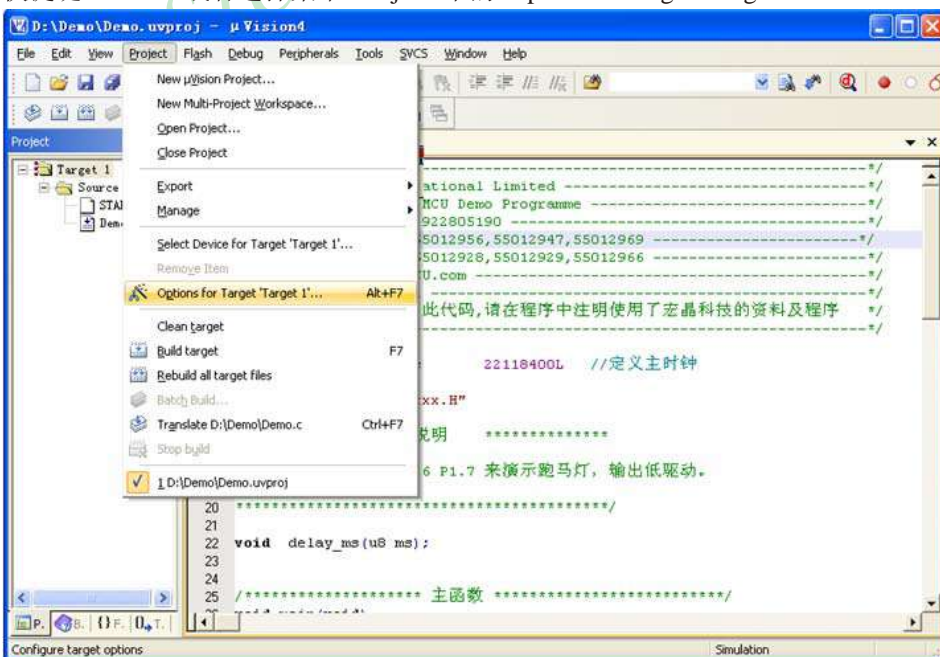 D:\Demo\Demo.uvproj - µVision4
File Edit View Project Flash Debug Peripherals Tools SVCS Window Help
Project
Target 1
Source
New µVision Project...
New Multi-Project Workspace...
Open Project...
Close Project
Export
Manage
Select Device for Target 'Target 1'...
Remove Item
Options for Target 'Target 1'... Alt+F7
Clean target
Build target F7
Rebuild all target files
Batch Build...
Translate D:\Demo\Demo.c Ctrl+F7
Stop build
1 D:\Demo\Demo.uvproj
---------------------------------*/
ational Limited -----------------------*/
MCU Demo Programme --------------------*/
922805190 ---------------------------*/
55012956,55012947,55012969 ------------------------*/
55012928,55012929,55012966 ------------------*/
U.com ------------------------------*/
---------------------------------*/
此代码,请在程序中注明使用了宏晶科技的资料及程序 */
---------------------------------*/
22118400L //定义主时钟
xx.H"
说明 **************
6 P1.7 来演示跑马灯, 输出低驱动。
20 ******************************************/
21
22 void delay_ms(u8 ms);
23
24
25 /******************** 主函数 **************************/
P. B. {} F. 0 T.
Configure target options Simulation